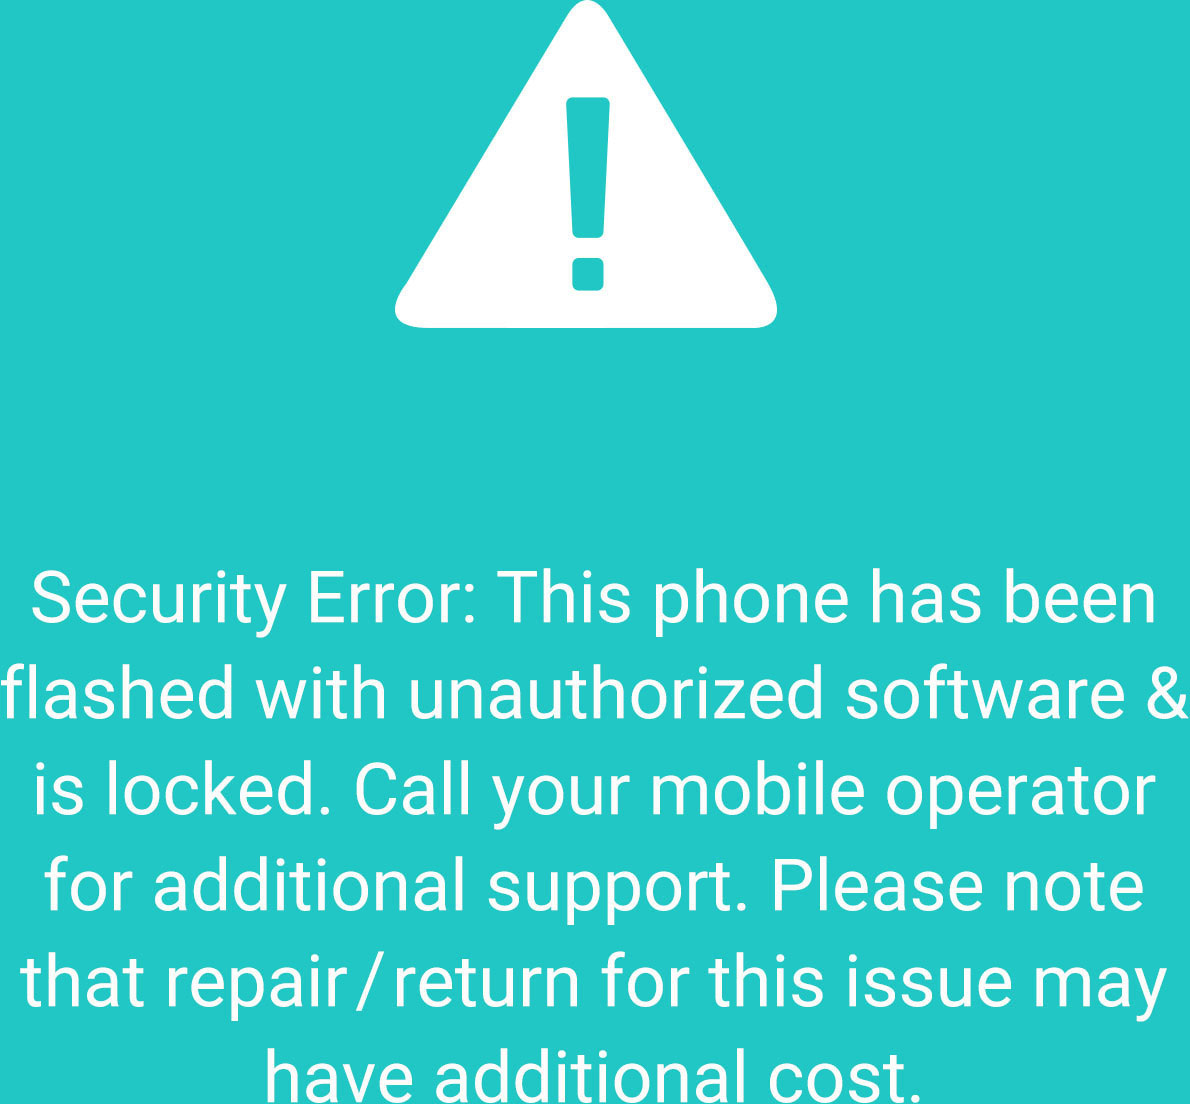 Security Error: This phone has been
flashed with unauthorized software &
is locked. Call your mobile operator
for additional support. Please note
that repair/return for this issue may
have additional cost.